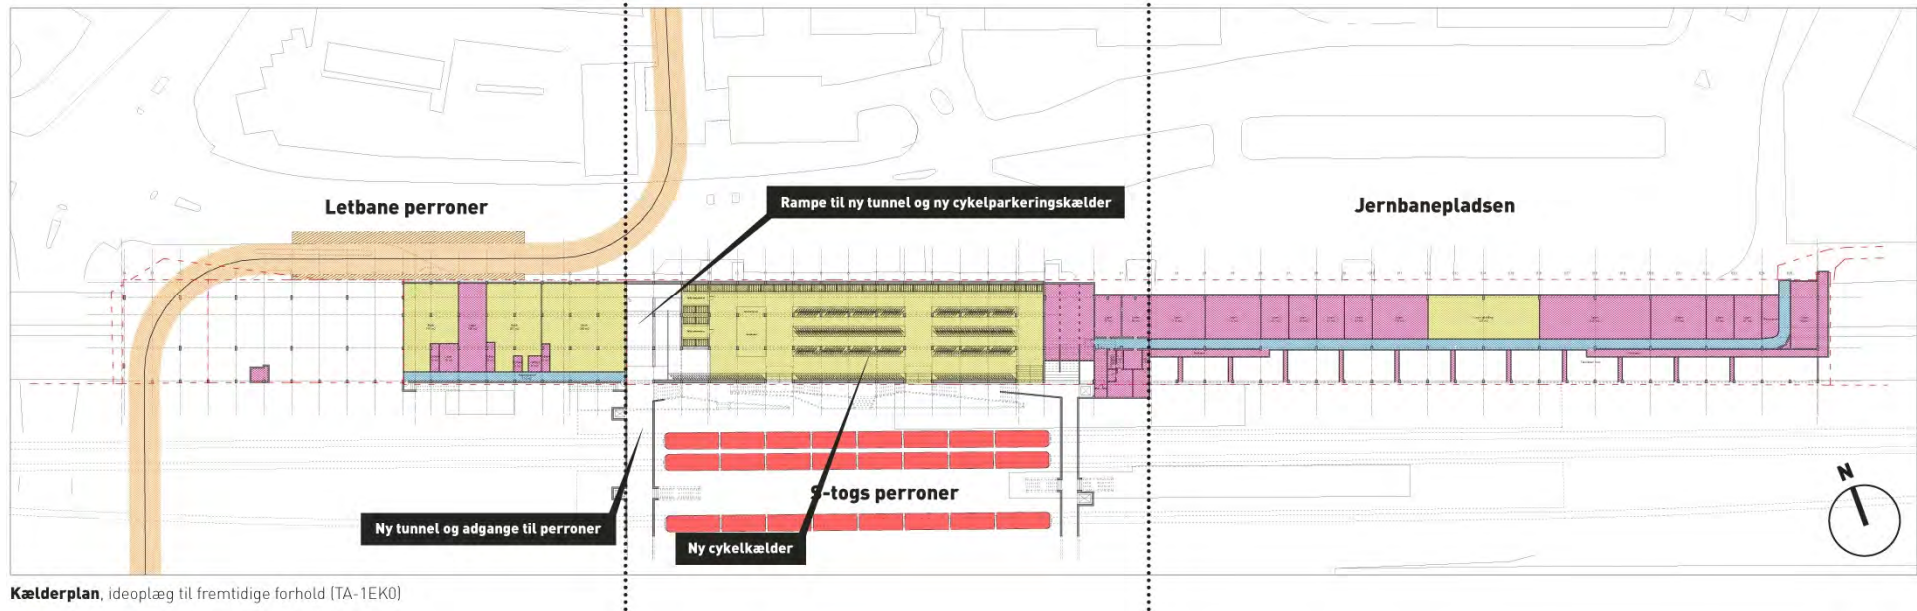 Letbane perroner
Rampe til ny tunnel og ny cykelparkeringskælder
Jernbanepladsen
S-togs perroner
Ny tunnel og adgange til perroner
Ny cykelkælder
N
Kælderplan, ideoplæg til fremtidige forhold (TA-1EK0)